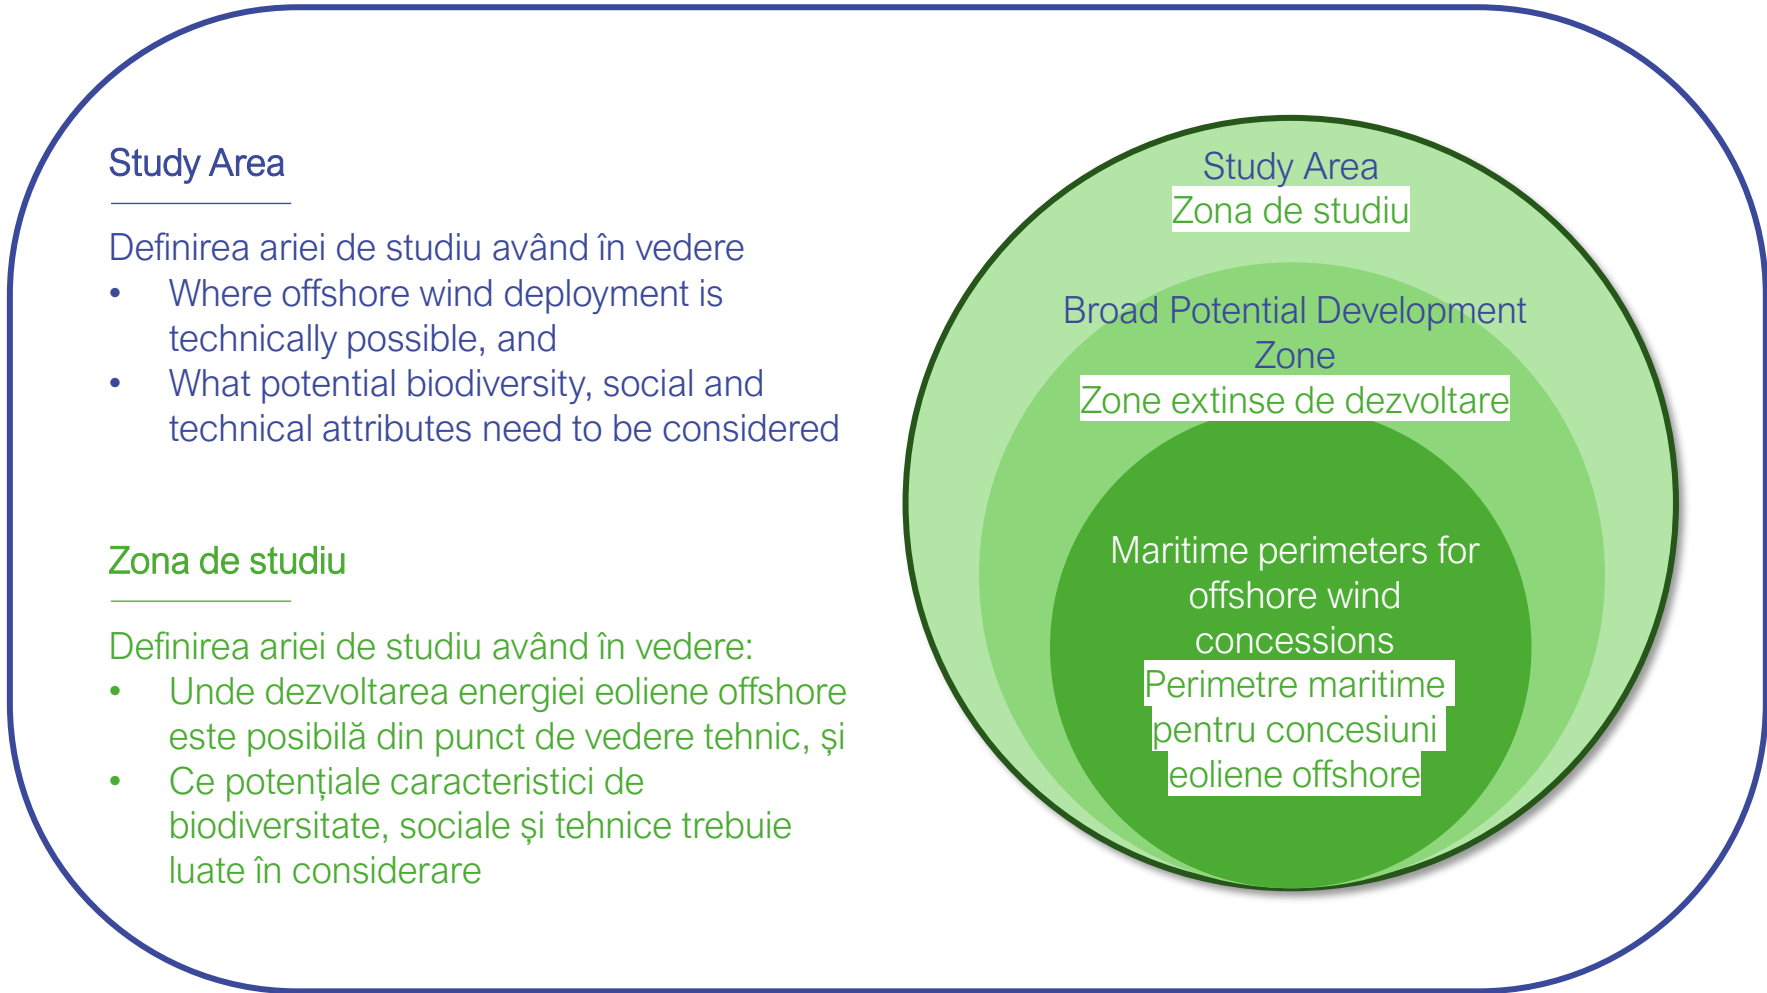 Study Area
Definirea ariei de studiu având în vedere
• Where offshore wind deployment is
technically possible, and
• What potential biodiversity, social and
technical attributes need to be considered
Zona de studiu
Definirea ariei de studiu având în vedere:
• Unde dezvoltarea energiei eoliene offshore
este posibilă din punct de vedere tehnic, și
• Ce potențiale caracteristici de
biodiversitate, sociale și tehnice trebuie
luate în considerare
Study Area
Zona de studiu
Broad Potential Development
Zone
Zone extinse de dezvoltare
Maritime perimeters for
offshore wind
concessions
Perimetre maritime
pentru concesiuni
eoliene offshore